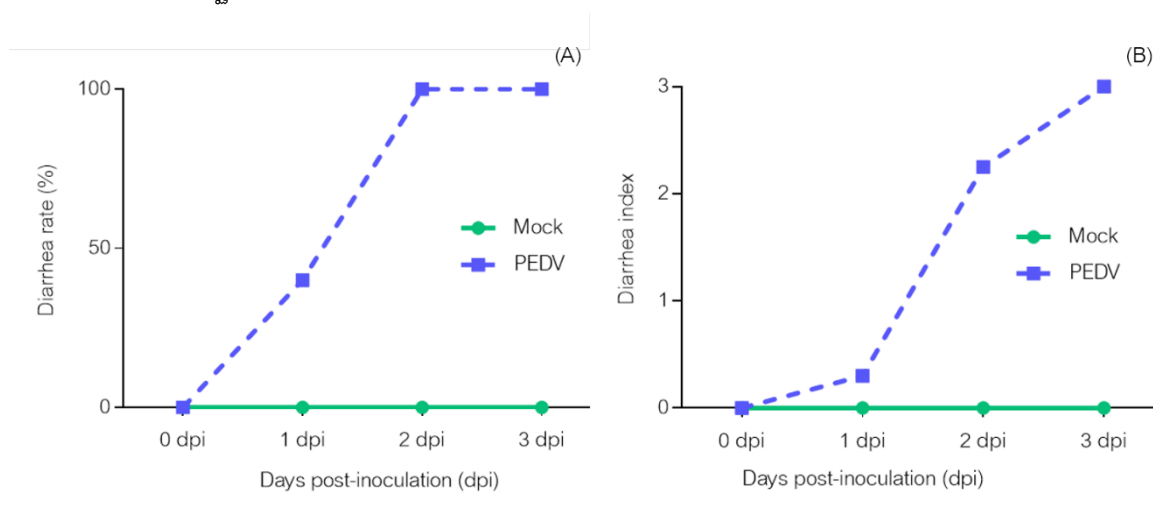 (A)
100
50
0
Diarrhea rate (%)
Mock
PEDV
0 dpi 1 dpi 2 dpi 3 dpi
Days post-inoculation (dpi)
(B)
3
2
1
0
Diarrhea index
Mock
PEDV
0 dpi 1 dpi 2 dpi 3 dpi
Days post-inoculation (dpi)